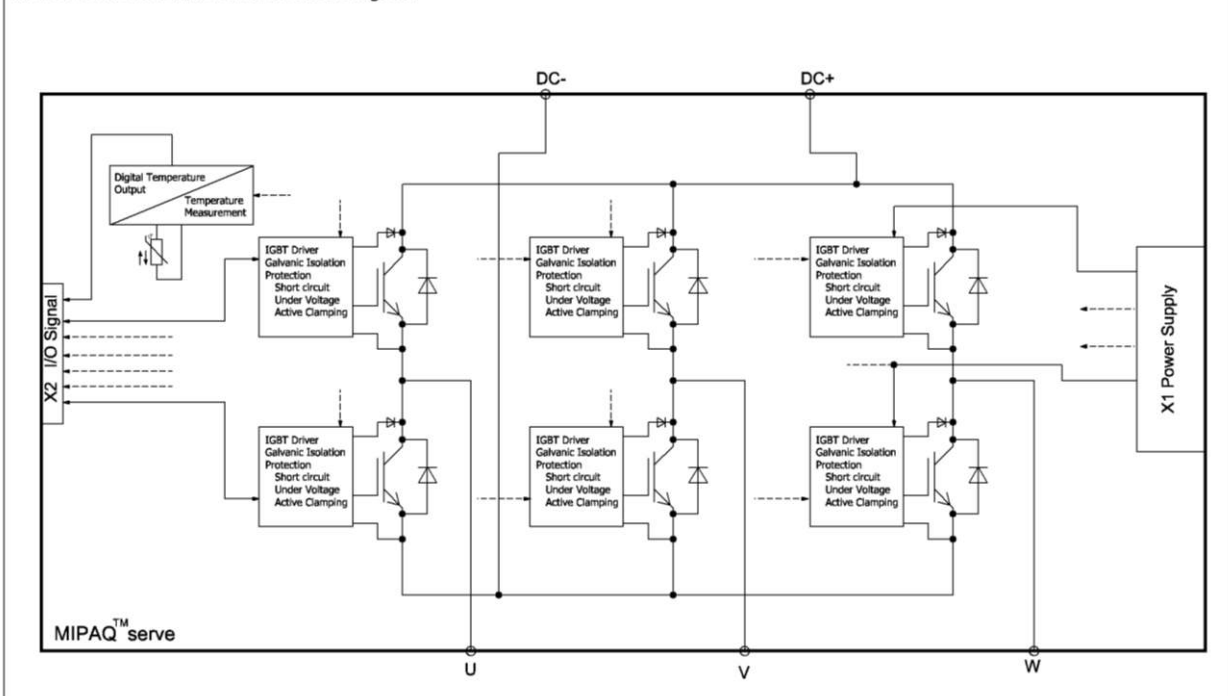 DC-
DC+
Digital Temperature
Output
Temperature
Measurement
IGBT Driver
Galvanic Isolation
Protection
Short circuit
Under Voltage
Active Clamping
IGBT Driver
Galvanic Isolation
Protection
Short circuit
Under Voltage
Active Clamping
IGBT Driver
Galvanic Isolation
Protection
Short circuit
Under Voltage
Active Clamping
X2 I/O Signal
X1 Power Supply
IGBT Driver
Galvanic Isolation
Protection
Short circuit
Under Voltage
Active Clamping
IGBT Driver
Galvanic Isolation
Protection
Short circuit
Under Voltage
Active Clamping
IGBT Driver
Galvanic Isolation
Protection
Short circuit
Under Voltage
Active Clamping
MIPAQ™serve
U
V
W